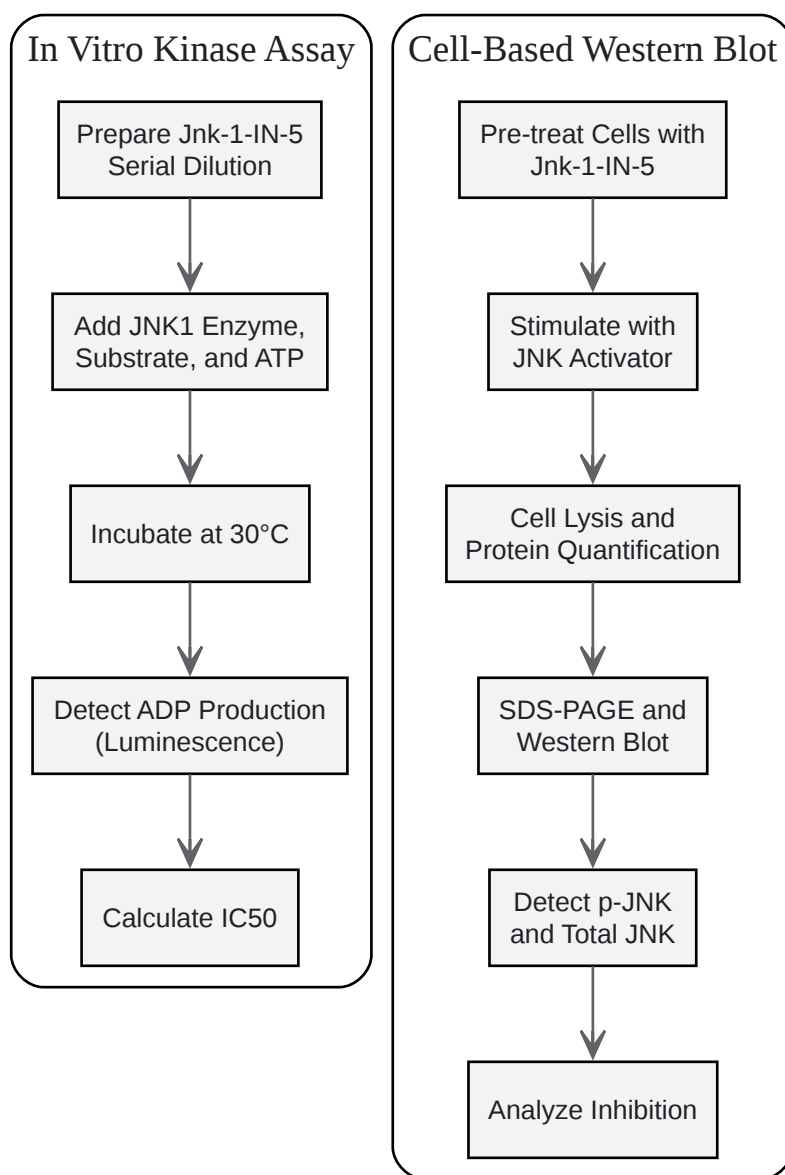 In Vitro Kinase Assay
Prepare Jnk-1-IN-5
Serial Dilution
Add JNK1 Enzyme,
Substrate, and ATP
Incubate at 30°C
Detect ADP Production
(Luminescence)
Calculate IC50
Cell-Based Western Blot
Pre-treat Cells with
Jnk-1-IN-5
Stimulate with
JNK Activator
Cell Lysis and
Protein Quantification
SDS-PAGE and
Western Blot
Detect p-JNK
and Total JNK
Analyze Inhibition